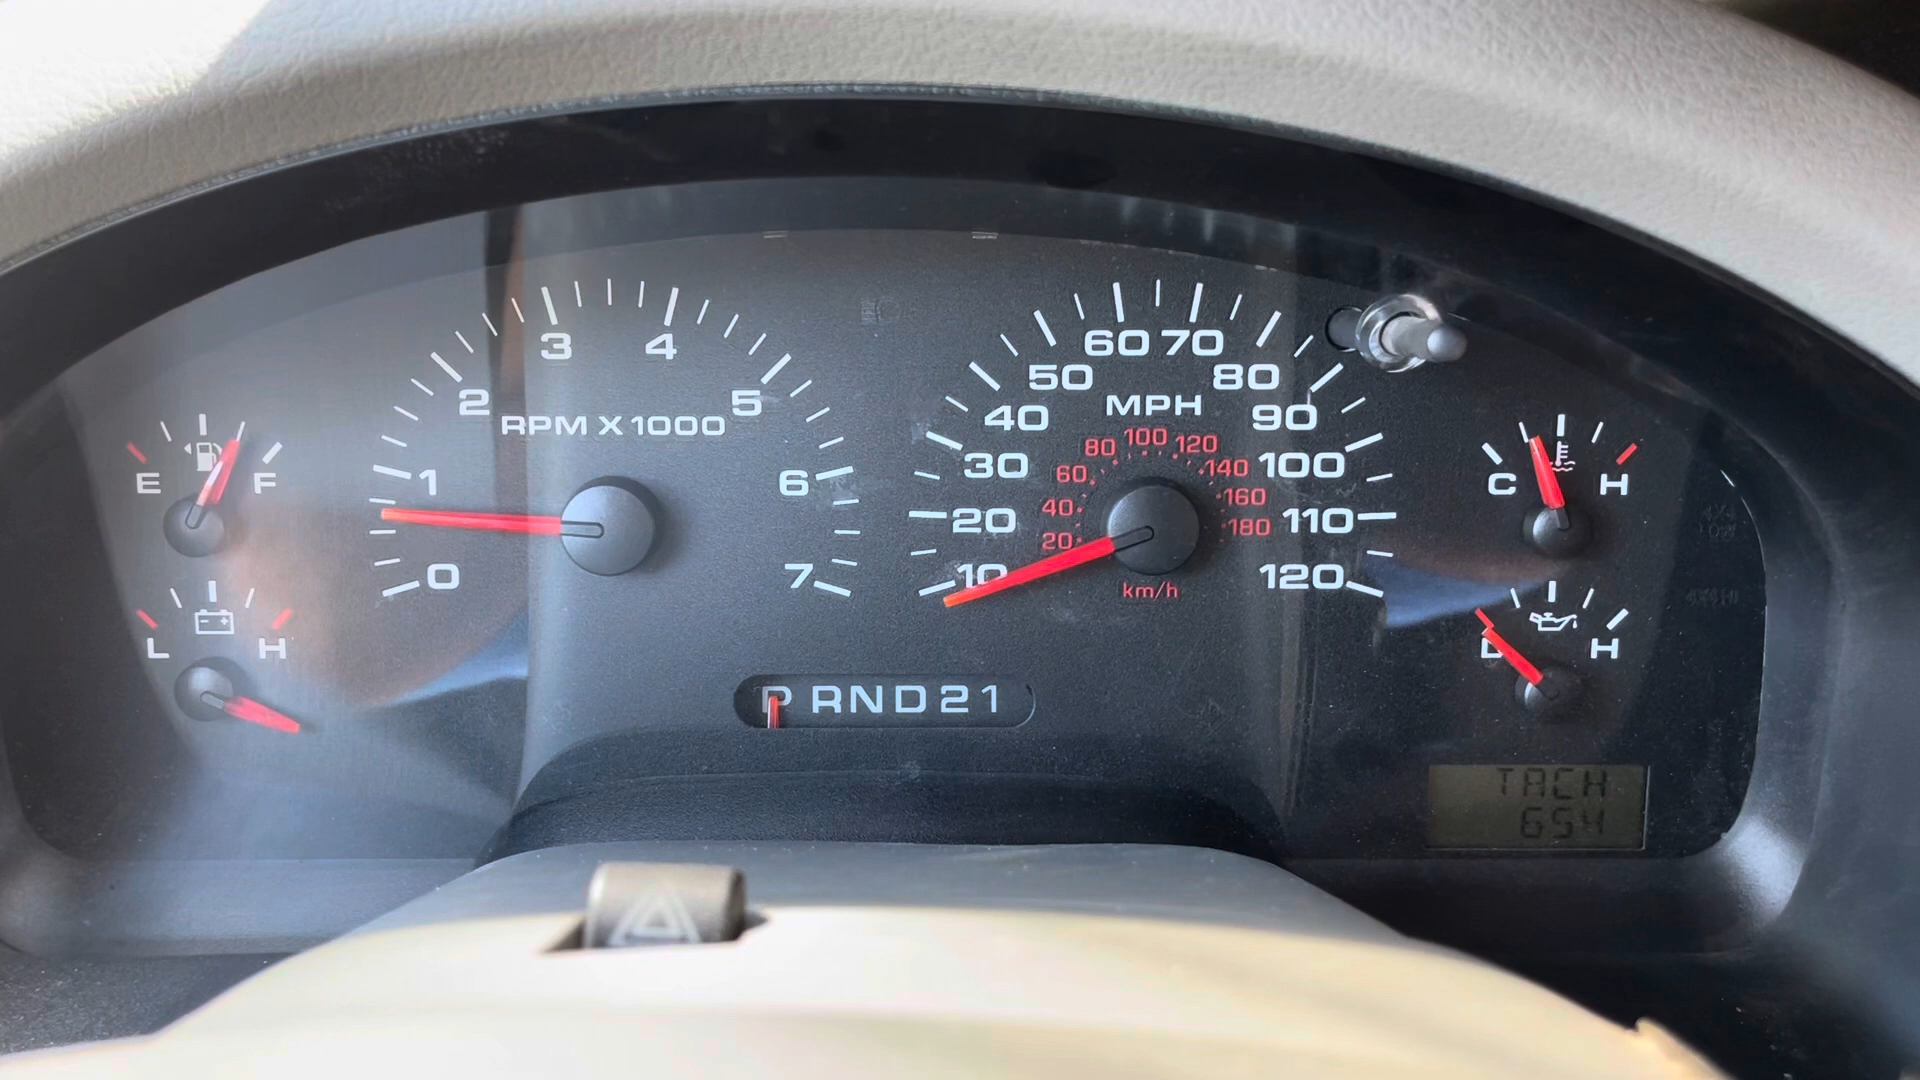 3 4
2 5
RPM X 1000
1 6
0 7
60 70
50 80
MPH
40 90
30 100
20 110
10 120
100
80 120
60 140
40 160
20 180
km/h
E F
L H
P R N D 2 1
C H
H
TACH
654